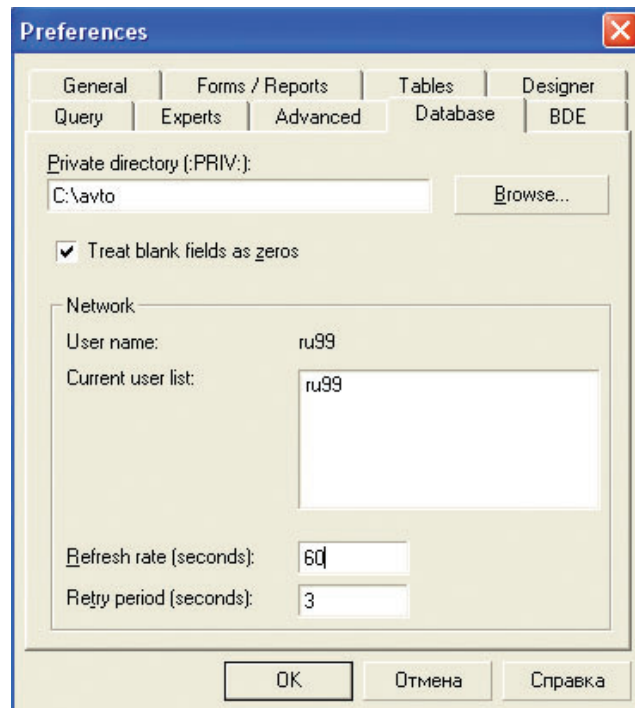 Preferences
General Forms / Reports Tables Designer
Query Experts Advanced Database BDE
Private directory (:PRIV:):
C:\avto Browse...
Treat blank fields as zeros
Network
User name: ru99
Current user list: ru99
Refresh rate (seconds): 60
Retry period (seconds): 3
OK Отмена Справка